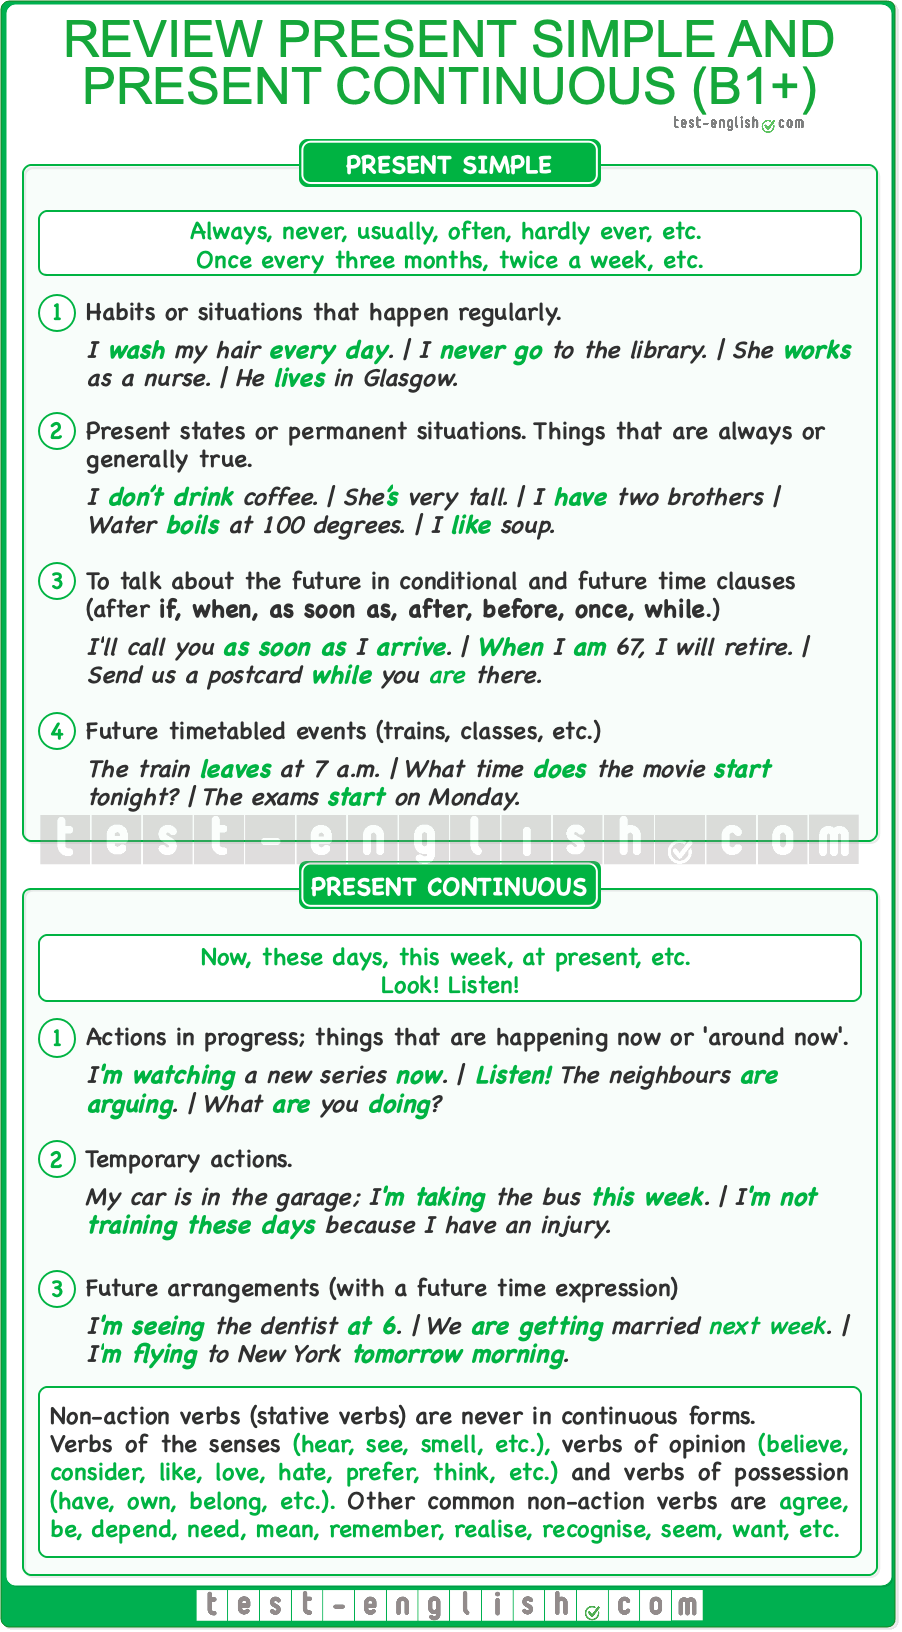 REVIEW PRESENT SIMPLE AND
PRESENT CONTINUOUS (B1+)
test-english.com
PRESENT SIMPLE
Always, never, usually, often, hardly ever, etc.
Once every three months, twice a week, etc.
1 Habits or situations that happen regularly.
I wash my hair every day. | I never go to the library. | She works
as a nurse. | He lives in Glasgow.
2 Present states or permanent situations. Things that are always or
generally true.
I don't drink coffee. | She's very tall. | I have two brothers |
Water boils at 100 degrees. | I like soup.
3 To talk about the future in conditional and future time clauses
(after if, when, as soon as, after, before, once, while.)
I'll call you as soon as I arrive. | When I am 67, I will retire. |
Send us a postcard while you are there.
4 Future timetabled events (trains, classes, etc.)
The train leaves at 7 a.m. | What time does the movie start
tonight? | The exams start on Monday.
test-english.com
PRESENT CONTINUOUS
Now, these days, this week, at present, etc.
Look! Listen!
1 Actions in progress; things that are happening now or 'around now'.
I'm watching a new series now. | Listen! The neighbours are
arguing. | What are you doing?
2 Temporary actions.
My car is in the garage; I'm taking the bus this week. | I'm not
training these days because I have an injury.
3 Future arrangements (with a future time expression)
I'm seeing the dentist at 6. | We are getting married next week. |
I'm flying to New York tomorrow morning.
Non-action verbs (stative verbs) are never in continuous forms.
Verbs of the senses (hear, see, smell, etc.), verbs of opinion (believe,
consider, like, love, hate, prefer, think, etc.) and verbs of possession
(have, own, belong, etc.). Other common non-action verbs are agree,
be, depend, need, mean, remember, realise, recognise, seem, want, etc.
test-english.com